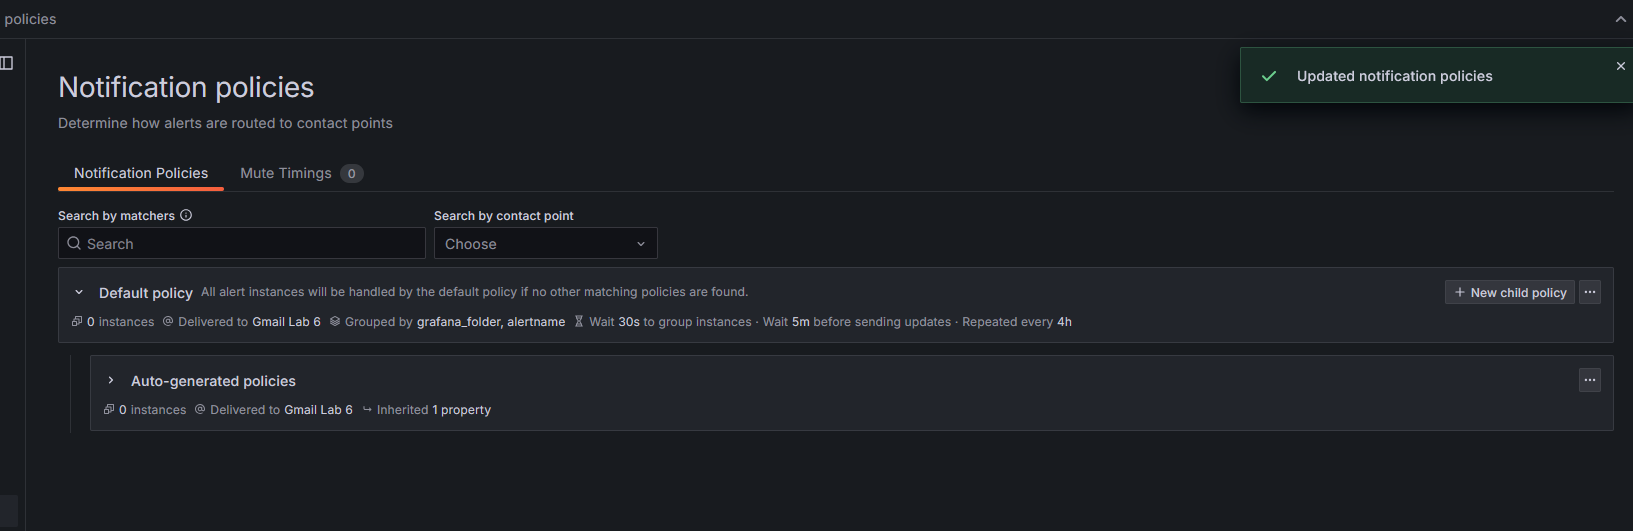 policies
Updated notification policies
Notification policies
Determine how alerts are routed to contact points
Notification Policies Mute Timings 0
Search by matchers Search by contact point
Search Choose
Default policy All alert instances will be handled by the default policy if no other matching policies are found. + New child policy ...
0 instances @ Delivered to Gmail Lab 6 Grouped by grafana_folder, alertname Wait 30s to group instances · Wait 5m before sending updates · Repeated every 4h
Auto-generated policies ...
0 instances @ Delivered to Gmail Lab 6 Inherited 1 property